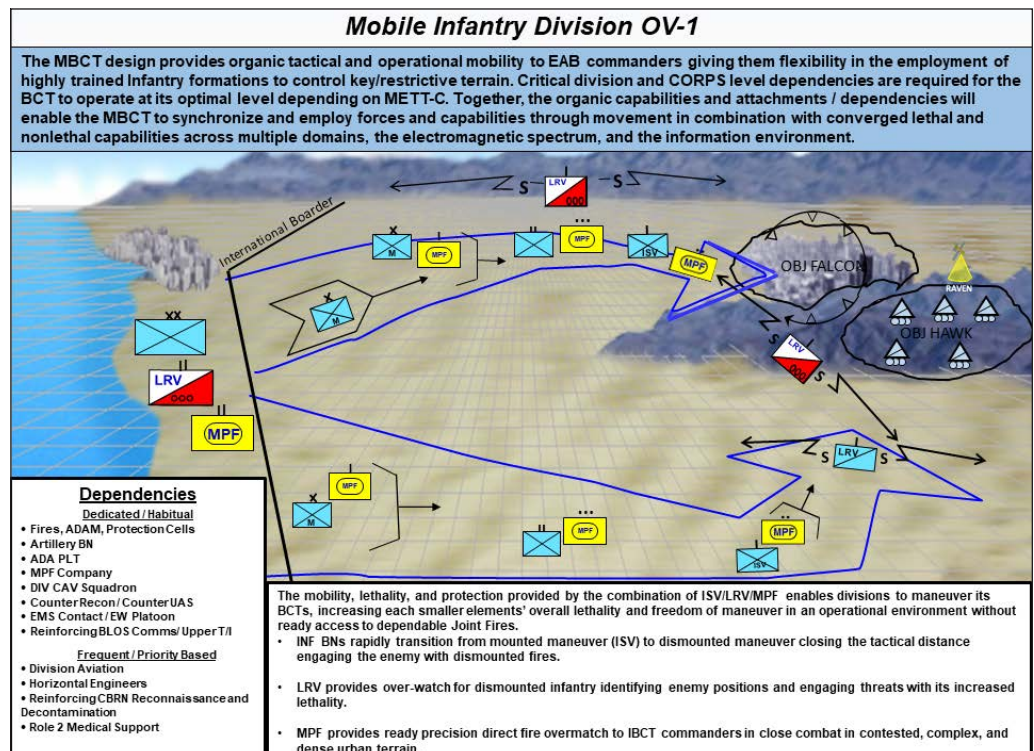 Mobile Infantry Division OV-1
The MBCT design provides organic tactical and operational mobility to EAB commanders giving them flexibility in the employment of
highly trained Infantry formations to control key/restrictive terrain. Critical division and CORPS level dependencies are required for the
BCT to operate at its optimal level depending on METT-C. Together, the organic capabilities and attachments / dependencies will
enable the MBCT to synchronize and employ forces and capabilities through movement in combination with converged lethal and
nonlethal capabilities across multiple domains, the electromagnetic spectrum, and the information environment.
I
S LRV S
International Boarder
X
M
I
MPF
II
...
MPF
I
ISV
..
MPF
OBJ FALCON
RAVEN
OBJ HAWK
X
M
XX
II
LRV
II
MPF
S
I
LRV
S
I
S LRV S
X
M
I
MPF
II
...
MPF
I
ISV
..
MPF
Dependencies
Dedicated / Habitual
• Fires, ADAM, Protection Cells
• Artillery BN
• ADA PLT
• MPF Company
• DIV CAV Squadron
• Counter Recon / Counter UAS
• EMS Contact / EW Platoon
• Reinforcing BLOS Comms/ Upper T/I
Frequent / Priority Based
• Division Aviation
• Horizontal Engineers
• Reinforcing CBRN Reconnaissance and
Decontamination
• Role 2 Medical Support
The mobility, lethality, and protection provided by the combination of ISV/LRV/MPF enables divisions to maneuver its
BCTs, increasing each smaller elements' overall lethality and freedom of maneuver in an operational environment without
ready access to dependable Joint Fires.
• INF BNs rapidly transition from mounted maneuver (ISV) to dismounted maneuver closing the tactical distance
engaging the enemy with dismounted fires.
• LRV provides over-watch for dismounted infantry identifying enemy positions and engaging threats with its increased
lethality.
• MPF provides ready precision direct fire overmatch to IBCT commanders in close combat in contested, complex, and
dense urban terrain